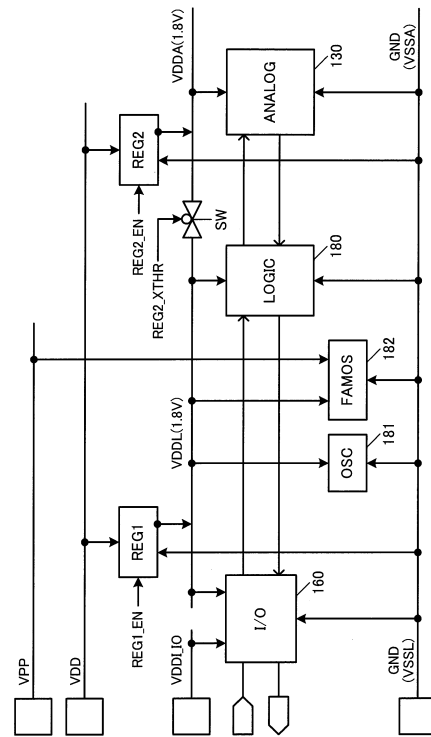 VPP
VDD
REG1_EN
REG1
REG2_EN
REG2
VDDI_IO
VDDL(1.8V)
REG2_XTHR
SW
VDDA(1.8V)
I/O
160
OSC
181
FAMOS
182
LOGIC
180
ANALOG
130
GND
(VSSL)
GND
(VSSA)